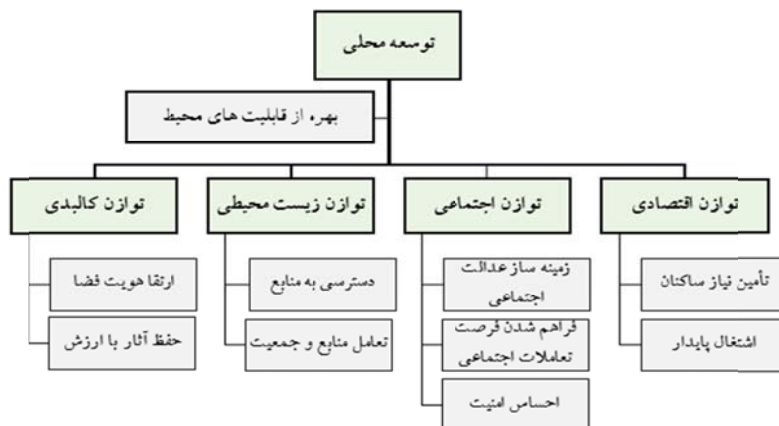 توسعه محلی
بهره از قابلیت های محیط
توازن اقتصادی
توازن اجتماعی
توازن زیست محیطی
توازن کالبدی
تأمین نیاز ساکنان
اشتغال پایدار
زمینه ساز عدالت
اجتماعی
فراهم شدن فرصت
تعاملات اجتماعی
احساس امنیت
دسترسی به منابع
تعامل منابع و جمعیت
ارتقا هویت فضا
حفظ آثار با ارزش